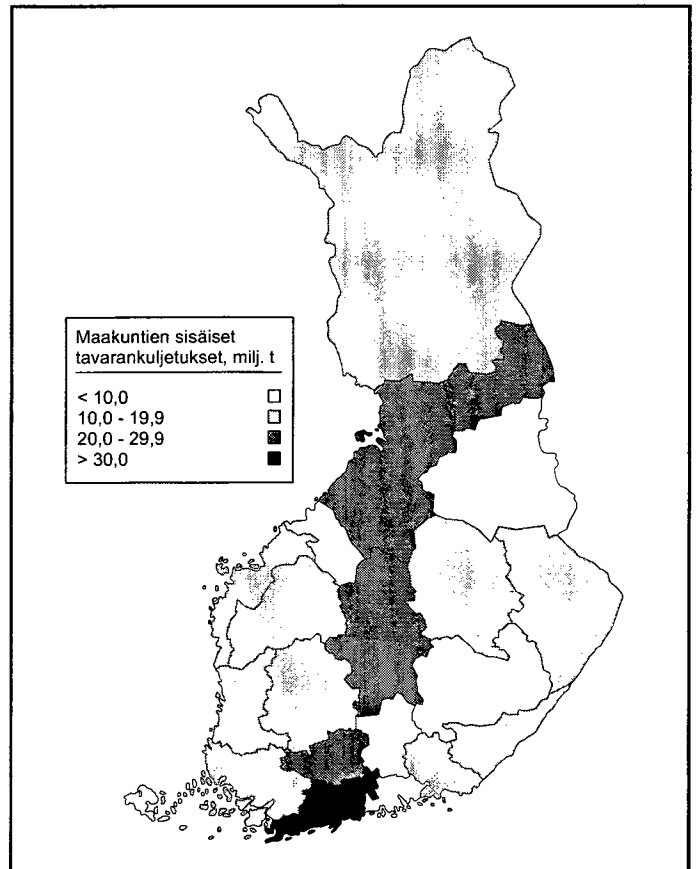 Maakuntien sisäiset
tavarankuljetukset, milj. t
< 10,0
10,0 - 19,9
20,0 - 29,9
> 30,0